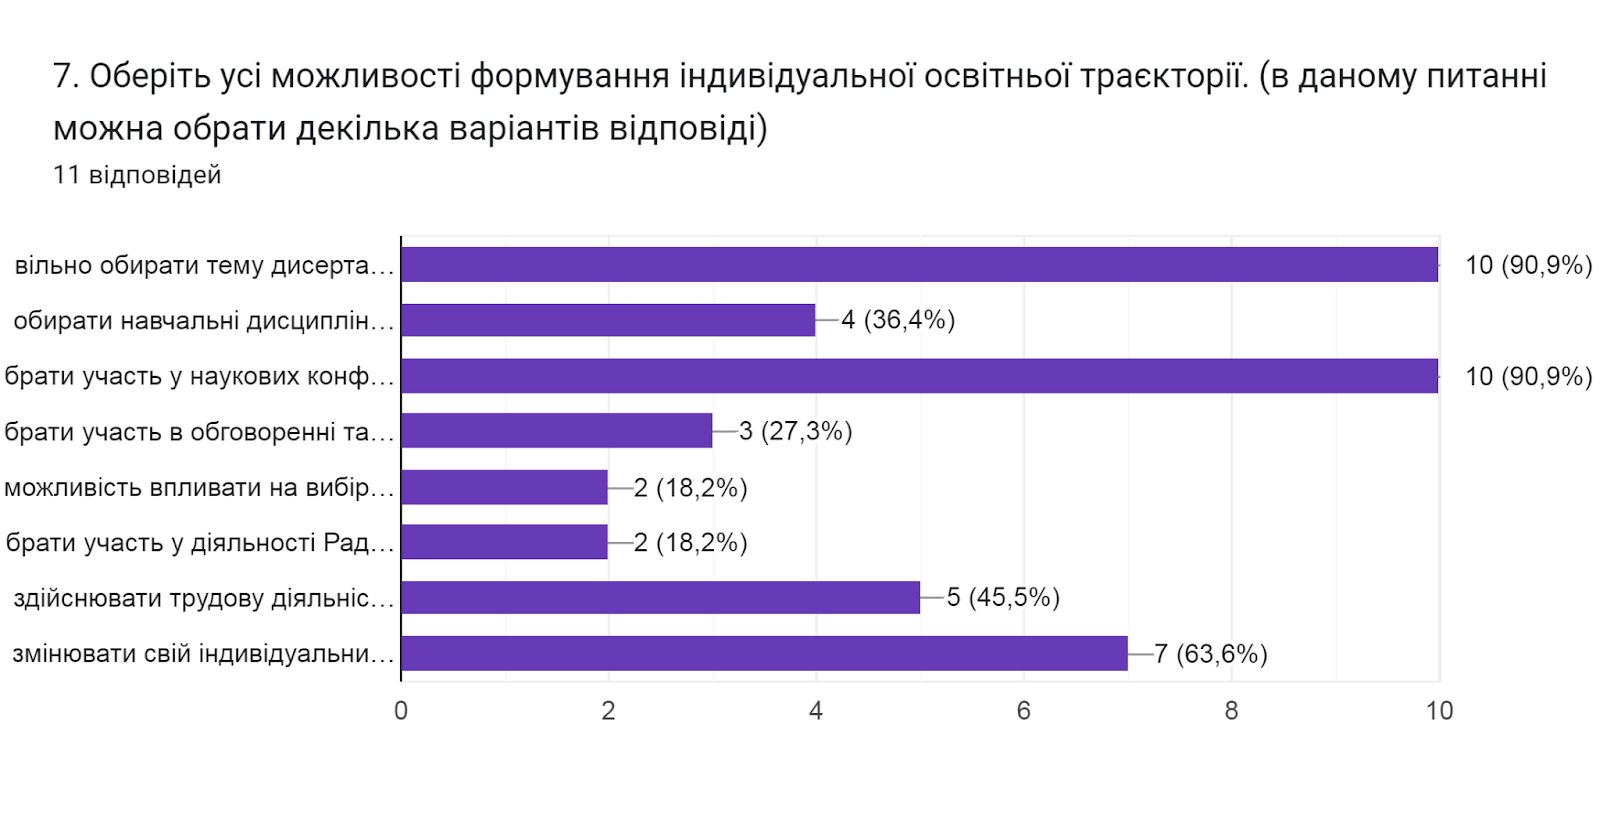 7. Оберіть усі можливості формування індивідуальної освітньої траєкторії. (в даному питанні
можна обрати декілька варіантів відповіді)
11 відповідей
вільно обирати тему дисерта… 10 (90,9%)
обирати навчальні дисциплін… 4 (36,4%)
брати участь у наукових конф… 10 (90,9%)
брати участь в обговоренні та… 3 (27,3%)
можливість впливати на вибір… 2 (18,2%)
брати участь у діяльності Рад… 2 (18,2%)
здійснювати трудову діяльніс… 5 (45,5%)
змінювати свій індивідуальни… 7 (63,6%)
0 2 4 6 8 10